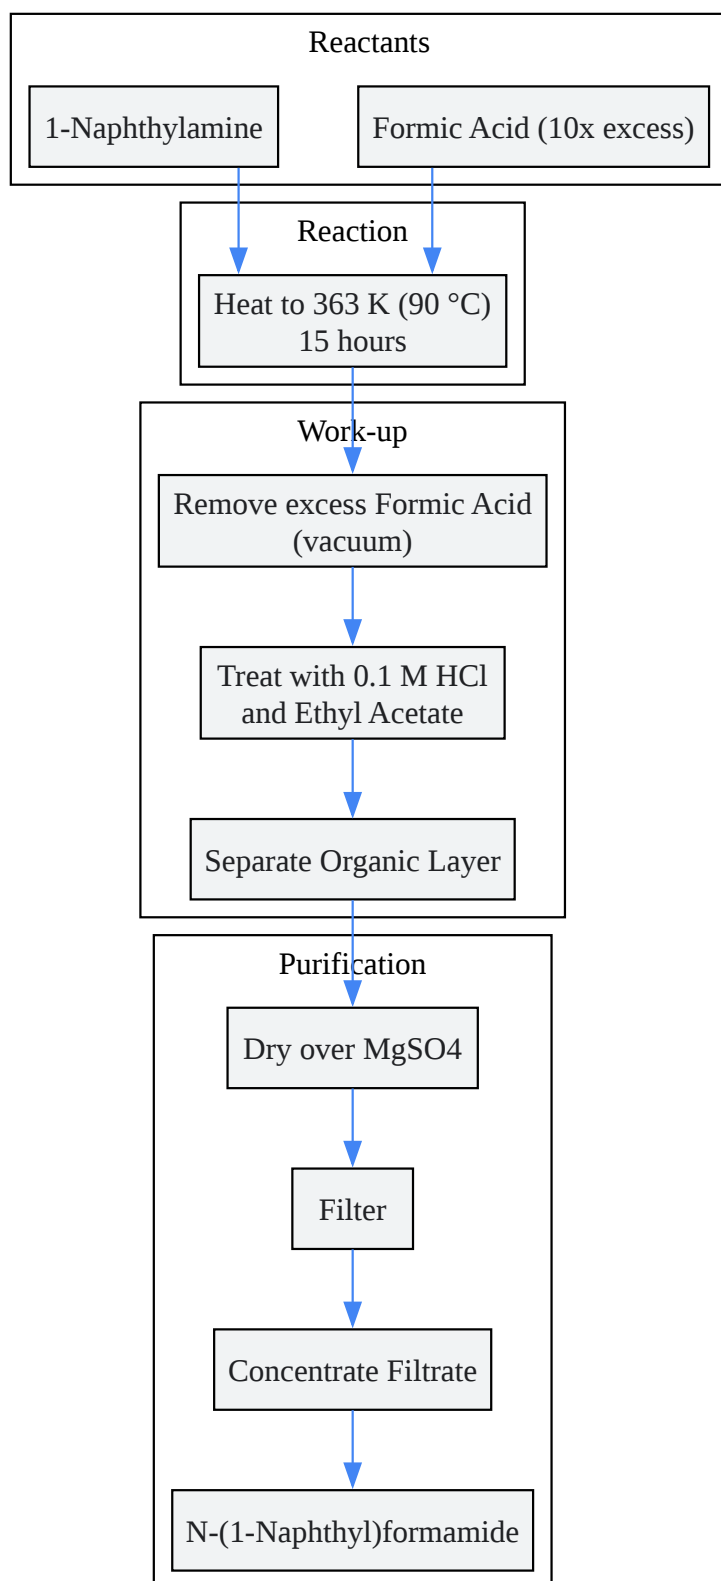 Reactants
1-Naphthylamine
Formic Acid (10x excess)
Reaction
Heat to 363 K (90 °C)
15 hours
Work-up
Remove excess Formic Acid
(vacuum)
Treat with 0.1 M HCl
and Ethyl Acetate
Separate Organic Layer
Purification
Dry over MgSO4
Filter
Concentrate Filtrate
N-(1-Naphthyl)formamide